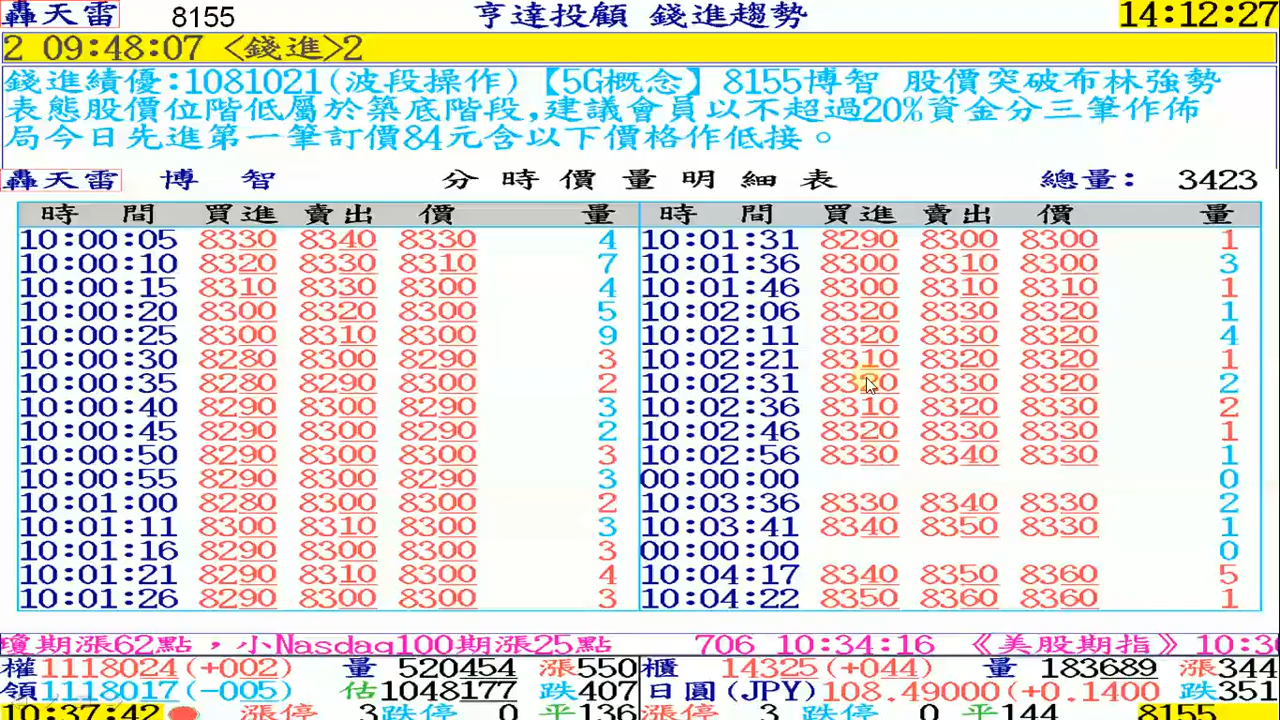 轟天雷 8155 亨達投顧 錢進趨勢 14:12:27
2 09:48:07 <錢進>2
錢進績優:1081021(波段操作)【5G概念】8155博智 股價突破布林強勢
表態股價位階低屬於築底階段,建議會員以不超過20%資金分三筆作佈
局今日先進第一筆訂價84元含以下價格作低接。
轟天雷 博智 分時價量明細表 總量: 3423
時間 買進 賣出 價 量 時間 買進 賣出 價 量
10:00:05 8330 8340 8330 4 10:01:31 8290 8300 8300 1
10:00:10 8320 8330 8310 7 10:01:36 8300 8310 8300 3
10:00:15 8310 8330 8300 4 10:01:46 8300 8310 8310 1
10:00:20 8300 8320 8300 5 10:02:06 8320 8330 8320 1
10:00:25 8300 8310 8300 9 10:02:11 8320 8330 8320 4
10:00:30 8280 8300 8290 3 10:02:21 8310 8320 8320 1
10:00:35 8280 8290 8300 2 10:02:31 8320 8330 8320 2
10:00:40 8290 8300 8290 3 10:02:36 8310 8320 8330 2
10:00:45 8290 8300 8290 2 10:02:46 8320 8330 8330 1
10:00:50 8290 8300 8300 3 10:02:56 8330 8340 8330 1
10:00:55 8290 8300 8290 3 00:00:00 0
10:01:00 8280 8300 8300 2 10:03:36 8330 8340 8330 2
10:01:11 8300 8310 8300 3 10:03:41 8340 8350 8330 1
10:01:16 8290 8300 8300 3 00:00:00 0
10:01:21 8290 8310 8300 4 10:04:17 8340 8350 8360 5
10:01:26 8290 8300 8300 3 10:04:22 8350 8360 8360 1
瓊期漲62點,小Nasdaq100期漲25點 706 10:34:16 《美股期指》10:3
權1118024(+002) 量 520454 漲550 櫃 14325(+044) 量 183689 漲344
領1118017(-005) 估1048177 跌407 日圓(JPY)108.49000(+0.1400 跌351
10:37:42 漲停 3跌停 0 平136 漲停 3 跌停 0 平144 8155